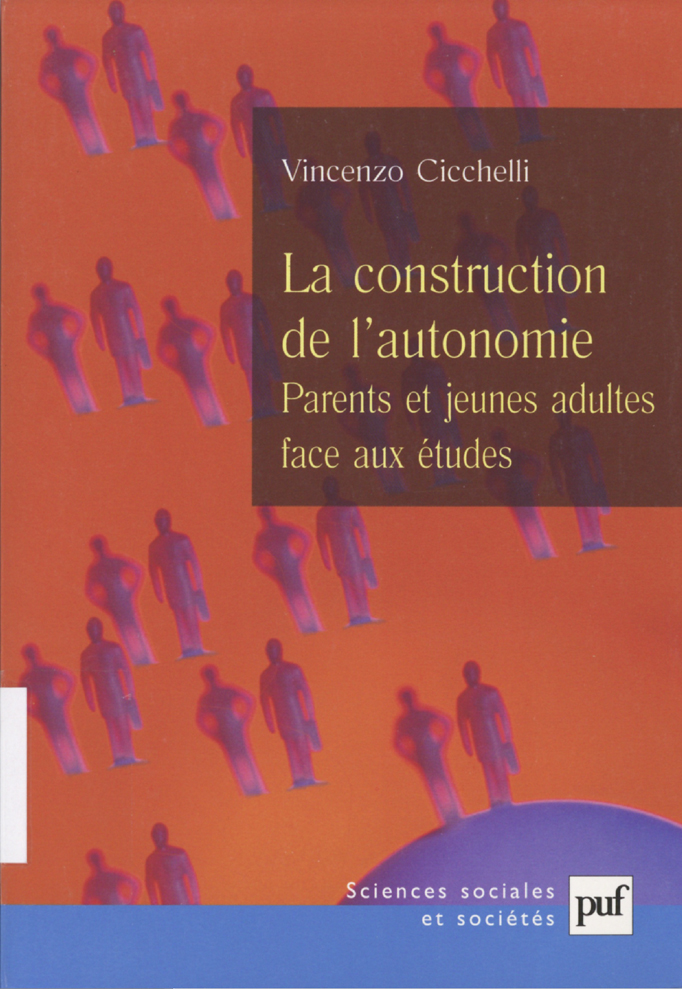 Vincenzo Cicchelli
La construction
de l'autonomie
Parents et jeunes adultes
face aux études
Sciences sociales
et sociétés
puf